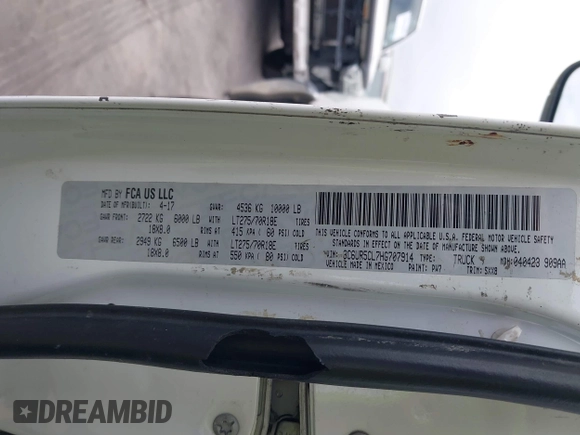 MFD BY FCA US LLC
DATE OF MFR(BUILT): 4-17
GVWR: 4536 KG 10000 LB
GAWR FRONT: 2722 KG 6000 LB WITH LT275/70R18E TIRES
18X8.0 RIMS AT 415 KPA ( 60 PSI) COLD
GAWR REAR: 2949 KG 6500 LB WITH LT275/70R18E TIRES
18X8.0 RIMS AT 550 KPA ( 80 PSI) COLD
THIS VEHICLE CONFORMS TO ALL APPLICABLE U.S.A. FEDERAL MOTOR VEHICLE SAFETY
STANDARDS IN EFFECT ON THE DATE OF MANUFACTURE SHOWN ABOVE.
VIN: 3C6UR5CL7HG707914 TYPE: TRUCK MDH: 040423 909AA
VEHICLE MADE IN MEXICO PAINT: PW7 TRIM: SXX8
DREAMBID